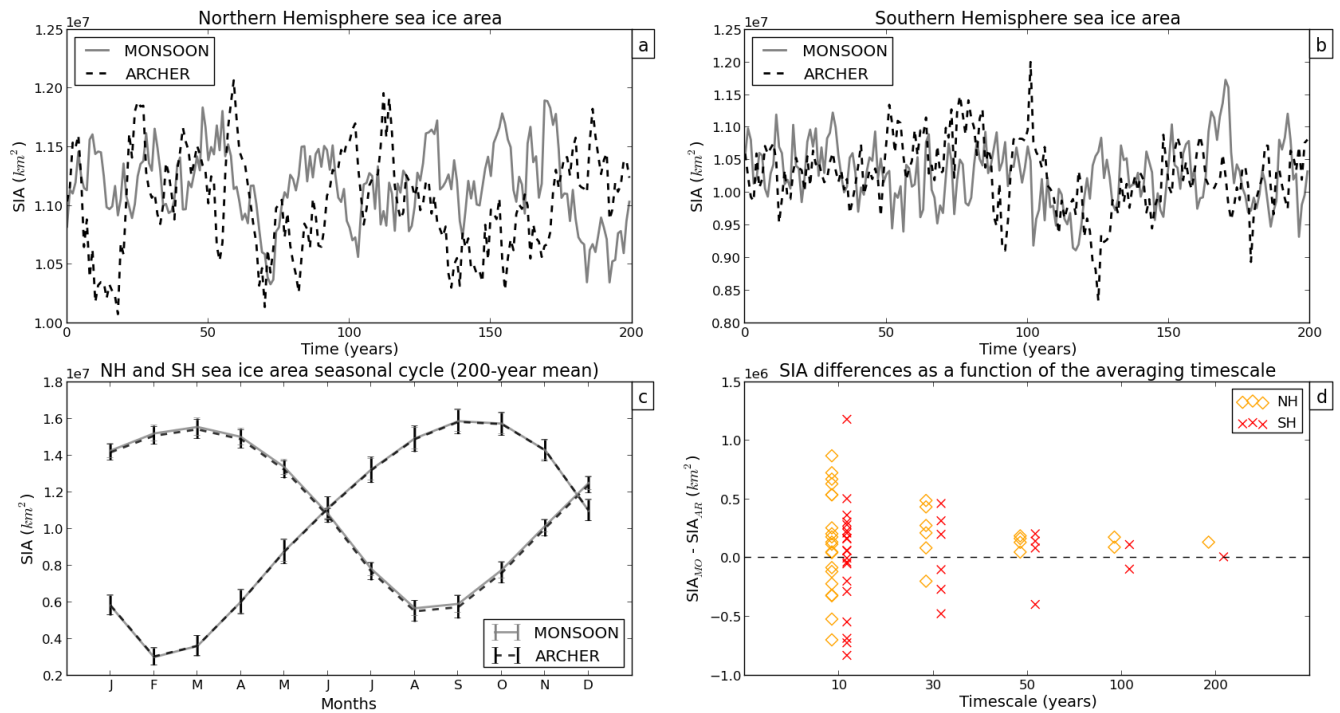 Northern Hemisphere sea ice area
1e7
a
MONSOON
ARCHER
1.25
1.20
1.15
1.10
1.05
1.00
SIA (km²)
0
50
100
150
200
Time (years)
Southern Hemisphere sea ice area
1e7
b
MONSOON
ARCHER
1.25
1.20
1.15
1.10
1.05
1.00
0.95
0.90
0.85
0.80
SIA (km²)
0
50
100
150
200
Time (years)
NH and SH sea ice area seasonal cycle (200-year mean)
1e7
c
1.8
1.6
1.4
1.2
1.0
0.8
0.6
0.4
0.2
SIA (km²)
MONSOON
ARCHER
J F M A M J J A S O N D
Months
SIA differences as a function of the averaging timescale
1e6
d
NH
SH
1.5
1.0
0.5
0.0
−0.5
−1.0
SIA_MO - SIA_AR (km²)
10
30
50
100
200
Timescale (years)